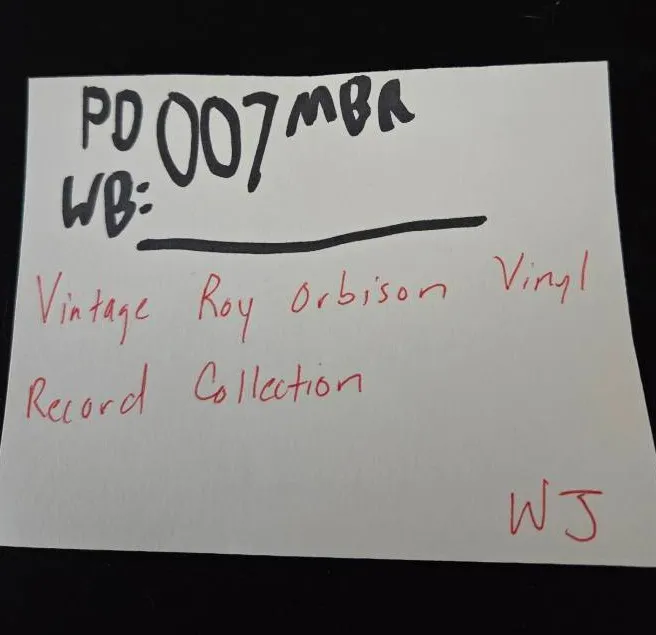 PD 007 MBR
WB:
Vintage Roy Orbison Vinyl
Record Collection
WJ